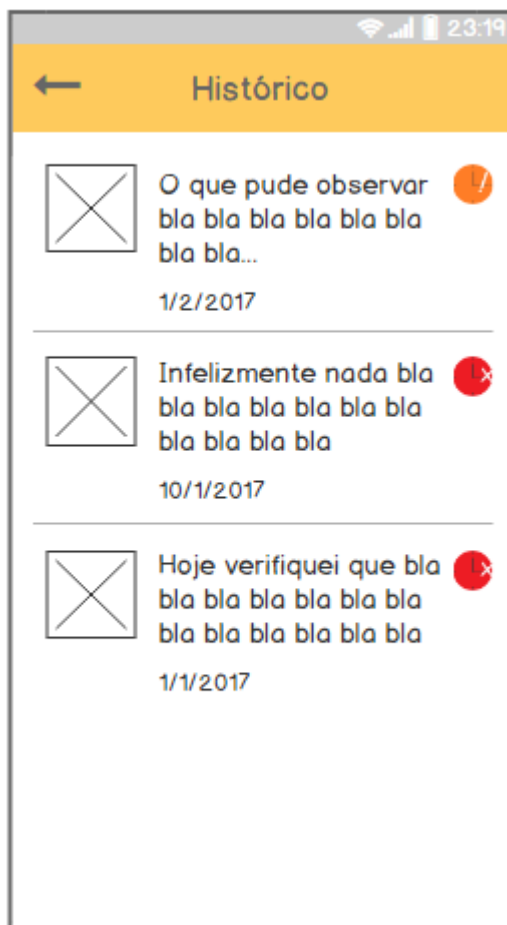 23:19
Histórico
O que pude observar
bla bla bla bla bla bla
bla bla...
1/2/2017
Infelizmente nada bla
bla bla bla bla bla bla
bla bla bla bla
10/1/2017
Hoje verifiquei que bla
bla bla bla bla bla bla
bla bla bla bla bla bla
1/1/2017